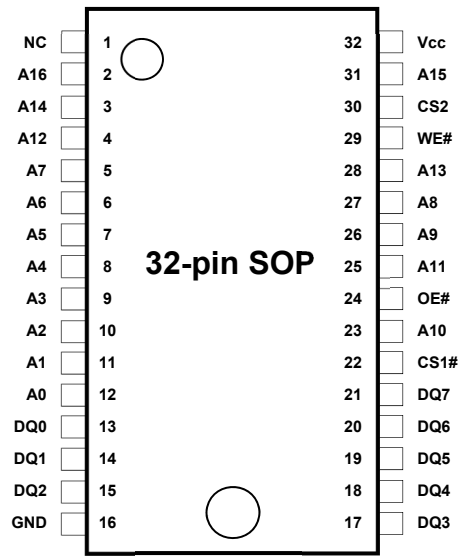 NC 1 32 Vcc
A16 2 31 A15
A14 3 30 CS2
A12 4 29 WE#
A7 5 28 A13
A6 6 27 A8
A5 7 26 A9
A4 8 32-pin SOP 25 A11
A3 9 24 OE#
A2 10 23 A10
A1 11 22 CS1#
A0 12 21 DQ7
DQ0 13 20 DQ6
DQ1 14 19 DQ5
DQ2 15 18 DQ4
GND 16 17 DQ3